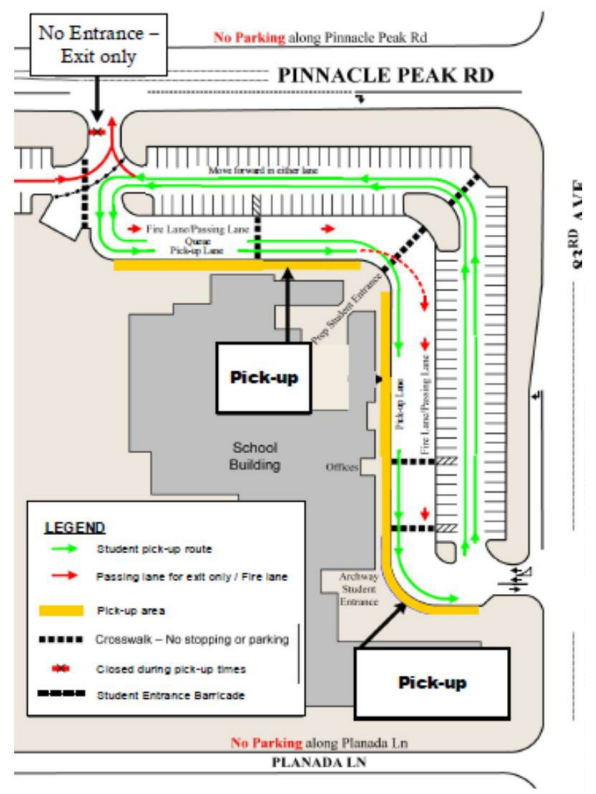 No Entrance –
Exit only
No Parking along Pinnacle Peak Rd
PINNACLE PEAK RD
Move forward in either lane
83RD AVE
Fire Lane/Passing Lane
Queue
Pick-up Lane
Prep Student Entrance
Pick-up
Pick-up Lane
Fire Lane/Passing Lane
School
Building
Offices
LEGEND
Student pick-up route
Passing lane for exit only / Fire lane
Pick-up area
Crosswalk – No stopping or parking
Closed during pick-up times
Student Entrance Barricade
Archway
Student
Entrance
Pick-up
No Parking along Planada Ln
PLANADA LN